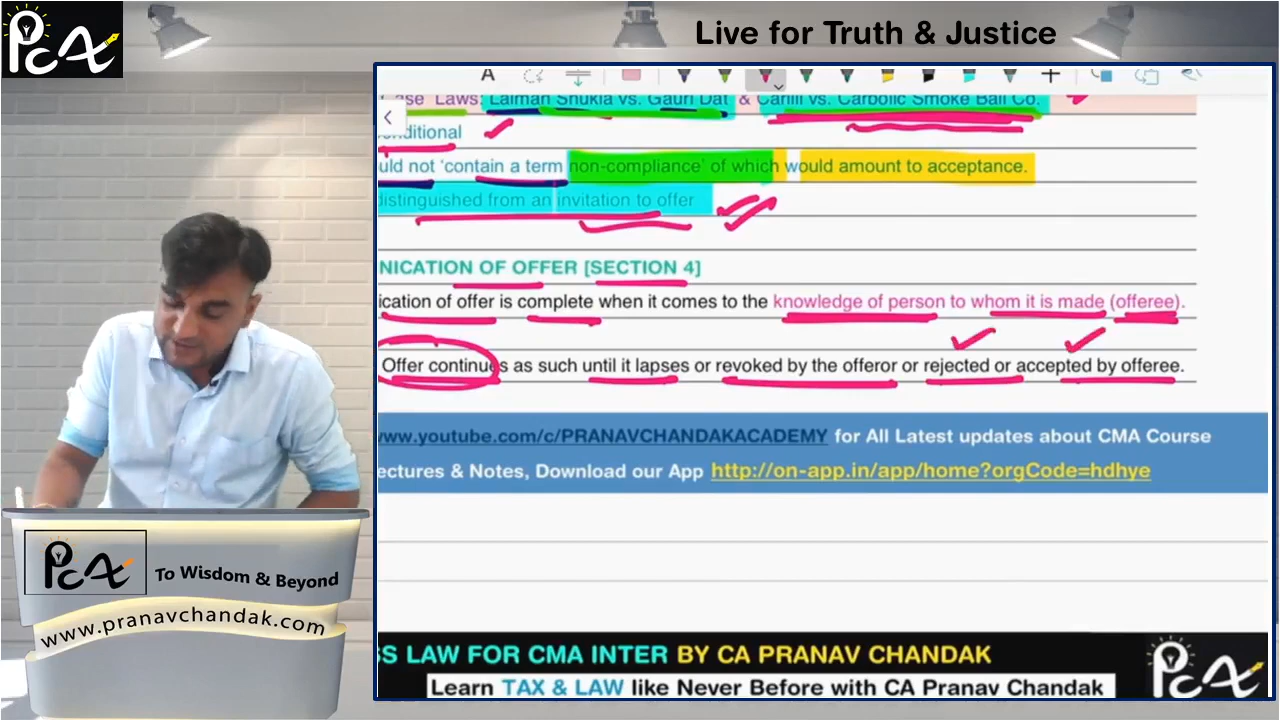 PCA
Live for Truth & Justice
A
ase Laws: Lalman Shukla vs. Gauri Dat & Carlill vs. Carbolic Smoke Ball Co.
onditional
uld not ‘contain a term non-compliance’ of which would amount to acceptance.
distinguished from an invitation to offer
NICATION OF OFFER [SECTION 4]
ication of offer is complete when it comes to the knowledge of person to whom it is made (offeree).
Offer continues as such until it lapses or revoked by the offeror or rejected or accepted by offeree.
www.youtube.com/c/PRANAVCHANDAKACADEMY for All Latest updates about CMA Course
ectures & Notes, Download our App http://on-app.in/app/home?orgCode=hdhye
PCA To Wisdom & Beyond
www.pranavchandak.com
SS LAW FOR CMA INTER BY CA PRANAV CHANDAK
Learn TAX & LAW like Never Before with CA Pranav Chandak
PCA